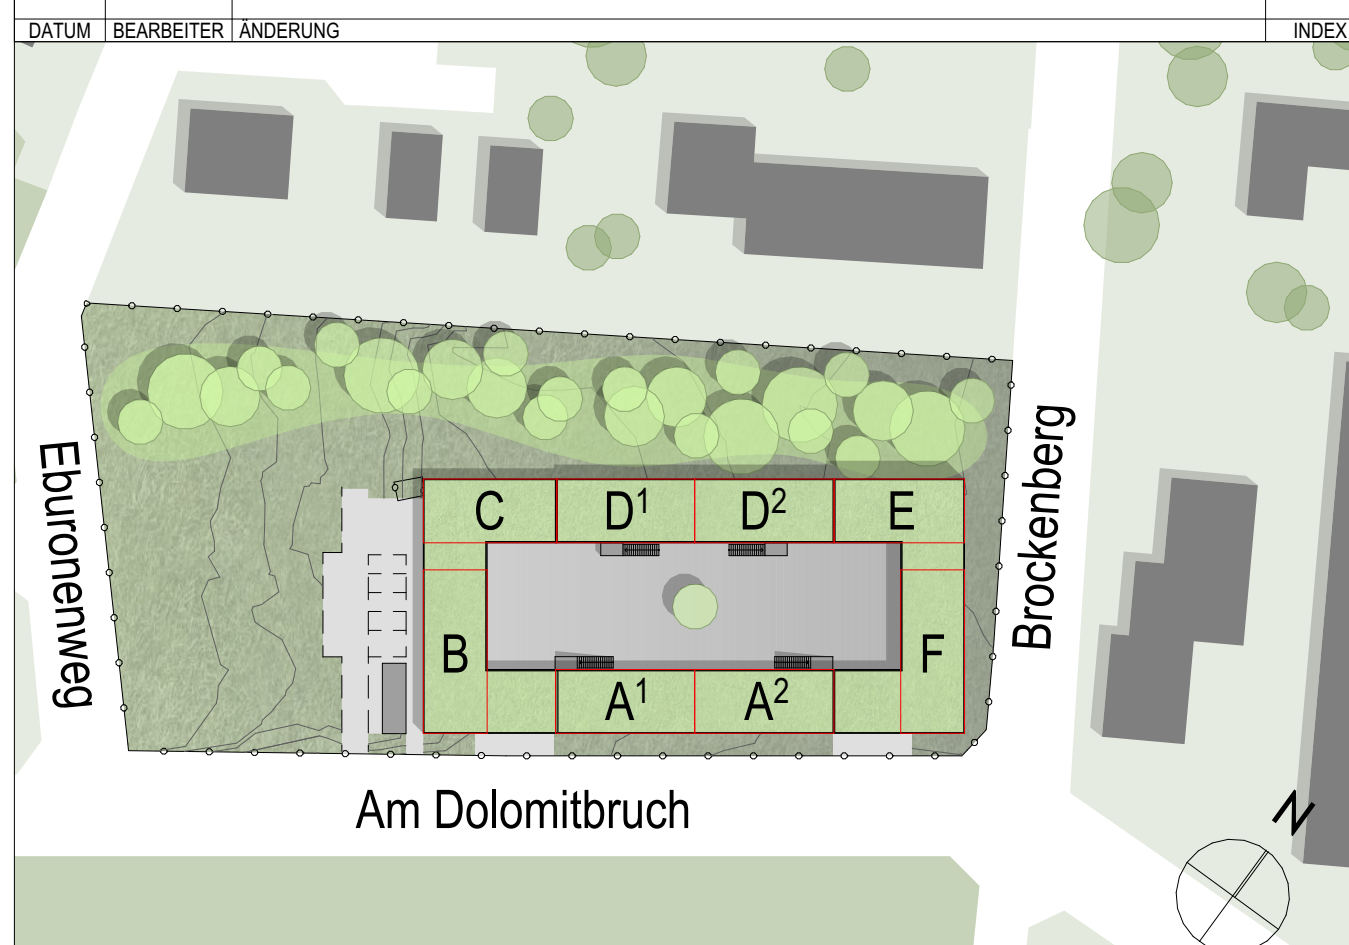 DATUM BEARBEITER ÄNDERUNG INDEX
C D¹ D² E
Eburonenweg
Brockenberg
B F
A¹ A²
Am Dolomitbruch
N